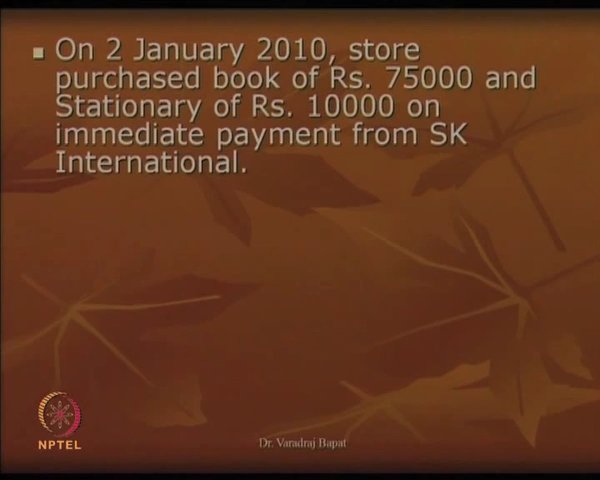 On 2 January 2010, store
purchased book of Rs. 75000 and
Stationary of Rs. 10000 on
immediate payment from SK
International.
NPTEL
Dr. Varadraj Bapat